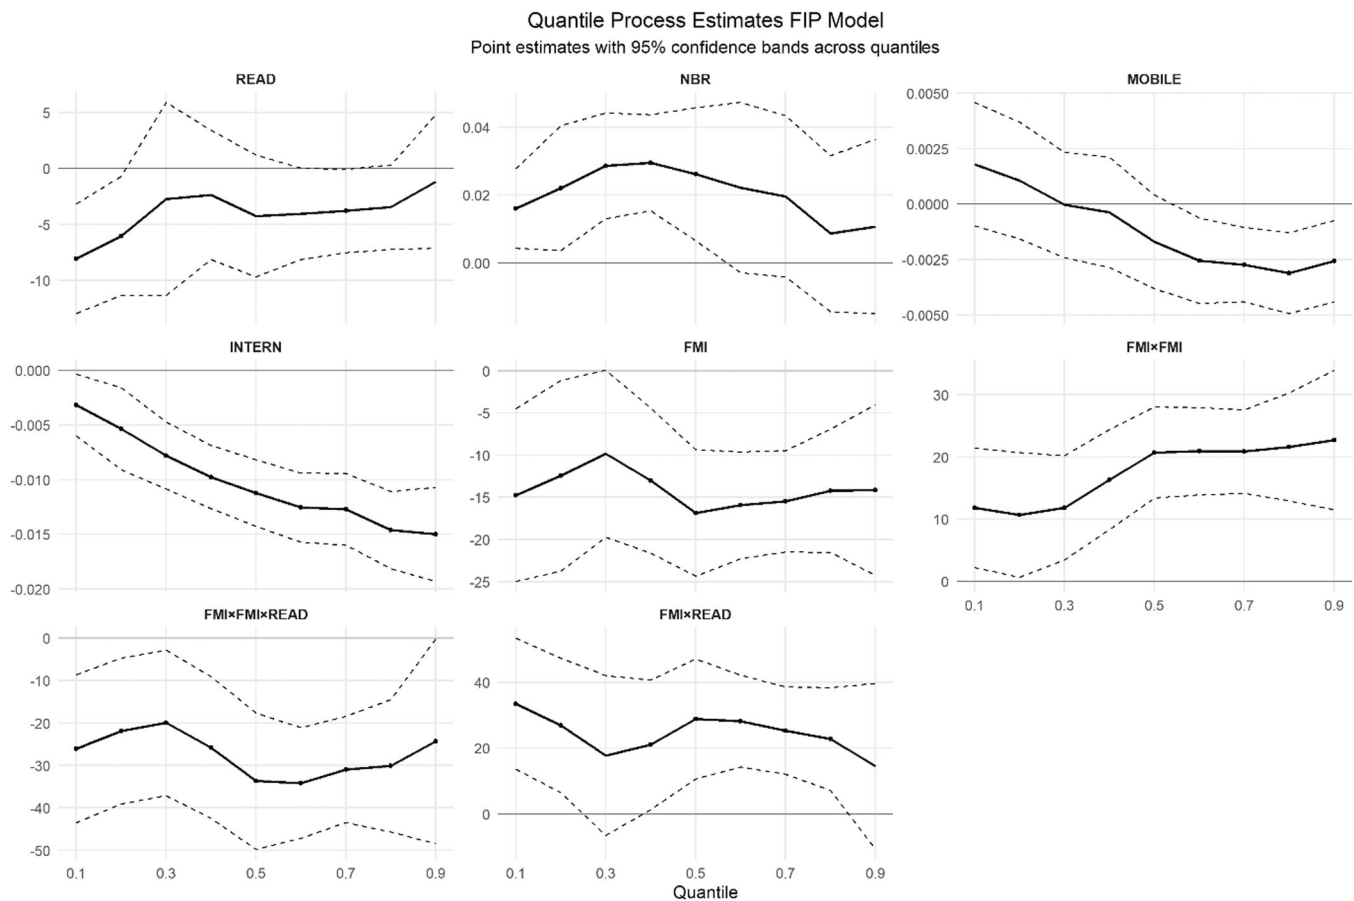 Quantile Process Estimates FIP Model
Point estimates with 95% confidence bands across quantiles
READ
5
0
-5
-10
NBR
0.04
0.02
0.00
MOBILE
0.0050
0.0025
0.0000
-0.0025
-0.0050
INTERN
0.000
-0.005
-0.010
-0.015
-0.020
FMI
0
-5
-10
-15
-20
-25
FMI×FMI
30
20
10
0
0.1 0.3 0.5 0.7 0.9
FMI×FMI×READ
0
-10
-20
-30
-40
-50
0.1 0.3 0.5 0.7 0.9
FMI×READ
40
20
0
0.1 0.3 0.5 0.7 0.9
Quantile